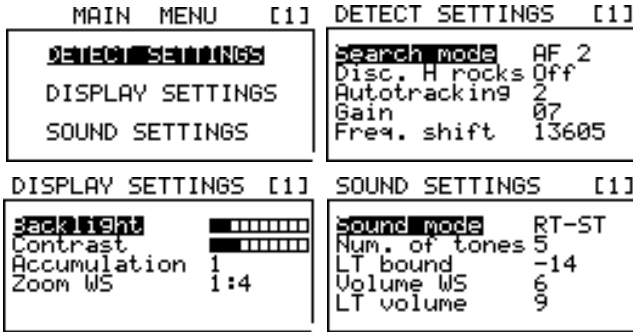 MAIN MENU [1]
DETECT SETTINGS
DISPLAY SETTINGS
SOUND SETTINGS
DETECT SETTINGS [1]
Search mode AF 2
Disc. H rocks Off
Autotracking 2
Gain 07
Freq. shift 13605
DISPLAY SETTINGS [1]
Backlight
Contrast
Accumulation 1
Zoom WS 1:4
SOUND SETTINGS [1]
Sound mode RT-ST
Num. of tones 5
LT bound -14
Volume WS 6
LT volume 9